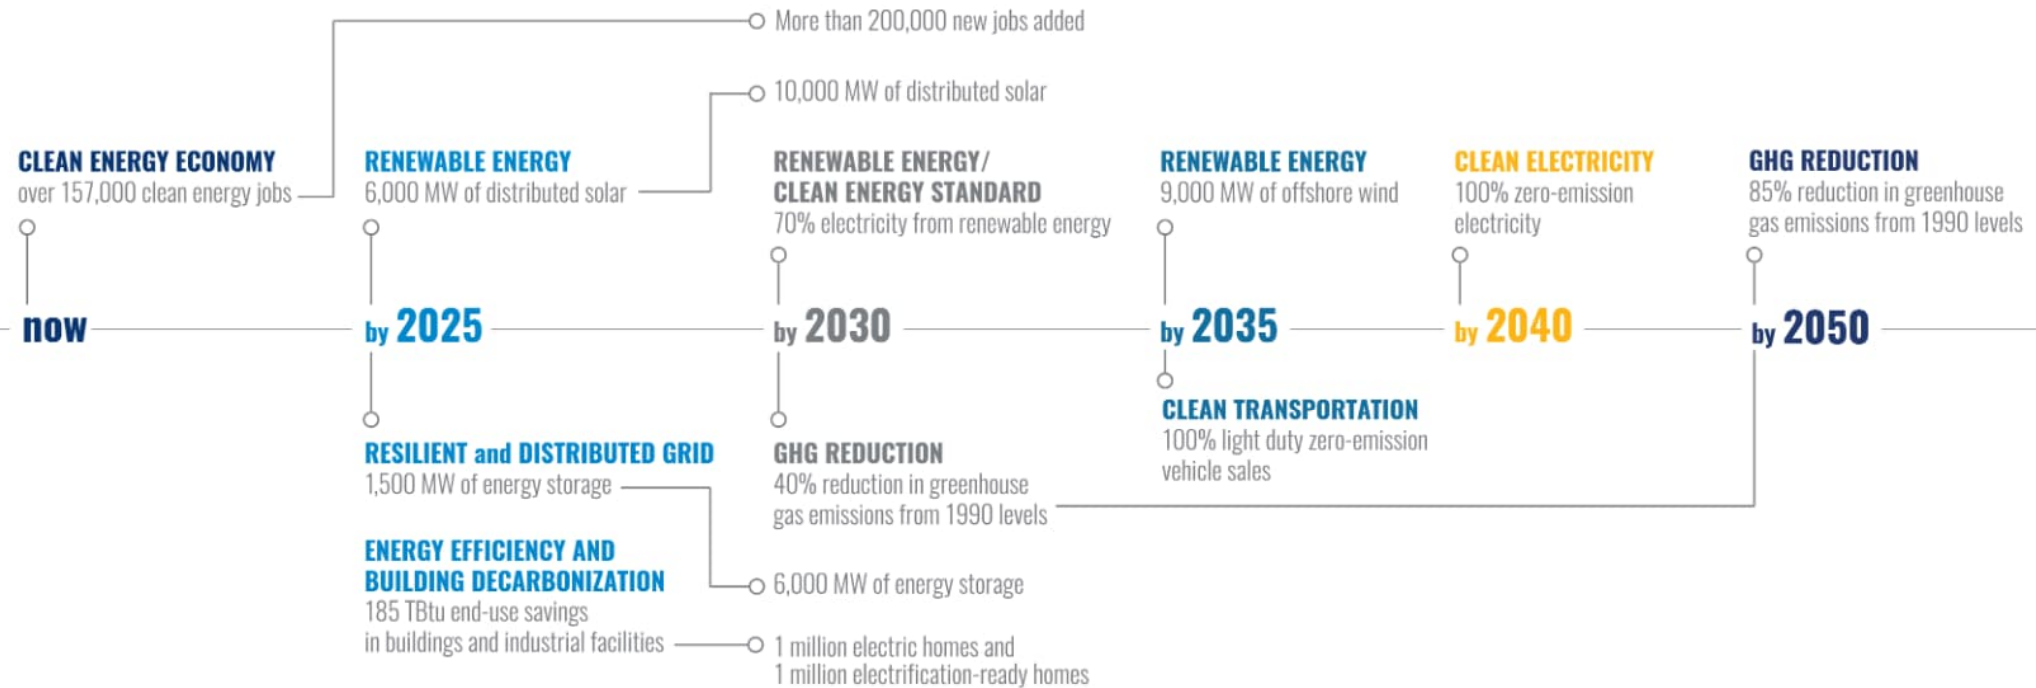 More than 200,000 new jobs added
10,000 MW of distributed solar
CLEAN ENERGY ECONOMY
over 157,000 clean energy jobs
RENEWABLE ENERGY
6,000 MW of distributed solar
RENEWABLE ENERGY/
CLEAN ENERGY STANDARD
70% electricity from renewable energy
RENEWABLE ENERGY
9,000 MW of offshore wind
CLEAN ELECTRICITY
100% zero-emission
electricity
GHG REDUCTION
85% reduction in greenhouse
gas emissions from 1990 levels
now
by 2025
by 2030
by 2035
by 2040
by 2050
RESILIENT and DISTRIBUTED GRID
1,500 MW of energy storage
ENERGY EFFICIENCY AND
BUILDING DECARBONIZATION
185 TBtu end-use savings
in buildings and industrial facilities
GHG REDUCTION
40% reduction in greenhouse
gas emissions from 1990 levels
6,000 MW of energy storage
1 million electric homes and
1 million electrification-ready homes
CLEAN TRANSPORTATION
100% light duty zero-emission
vehicle sales